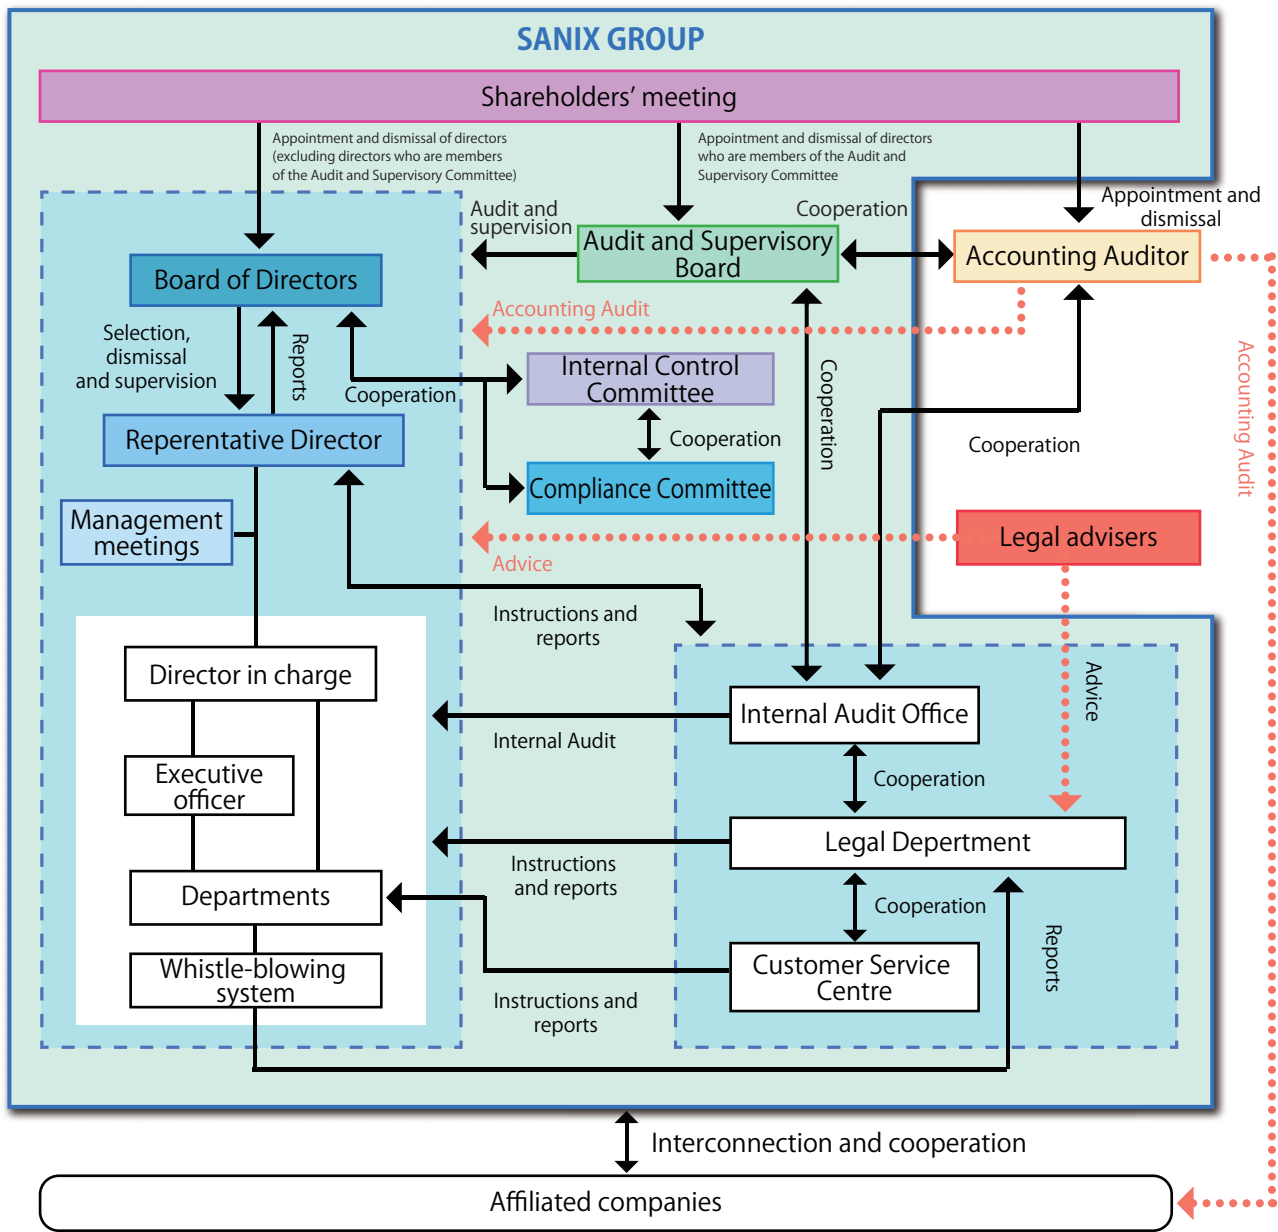 SANIX GROUP
Shareholders' meeting
Appointment and dismissal of directors
(excluding directors who are members
of the Audit and Supervisory Committee)
Appointment and dismissal of directors
who are members of the Audit and
Supervisory Committee
Appointment and
dismissal
Audit and
supervision
Cooperation
Audit and Supervisory
Board
Accounting Auditor
Board of Directors
Accounting Audit
Selection,
dismissal
and supervision
Reports
Cooperation
Internal Control
Committee
Cooperation
Cooperation
Cooperation
Accounting Audit
Reperentative Director
Compliance Committee
Management
meetings
Legal advisers
Advice
Instructions and
reports
Advice
Director in charge
Internal Audit Office
Internal Audit
Executive
officer
Cooperation
Legal Depertment
Instructions
and reports
Departments
Cooperation
Reports
Whistle-blowing
system
Customer Service
Centre
Instructions and
reports
Interconnection and cooperation
Affiliated companies